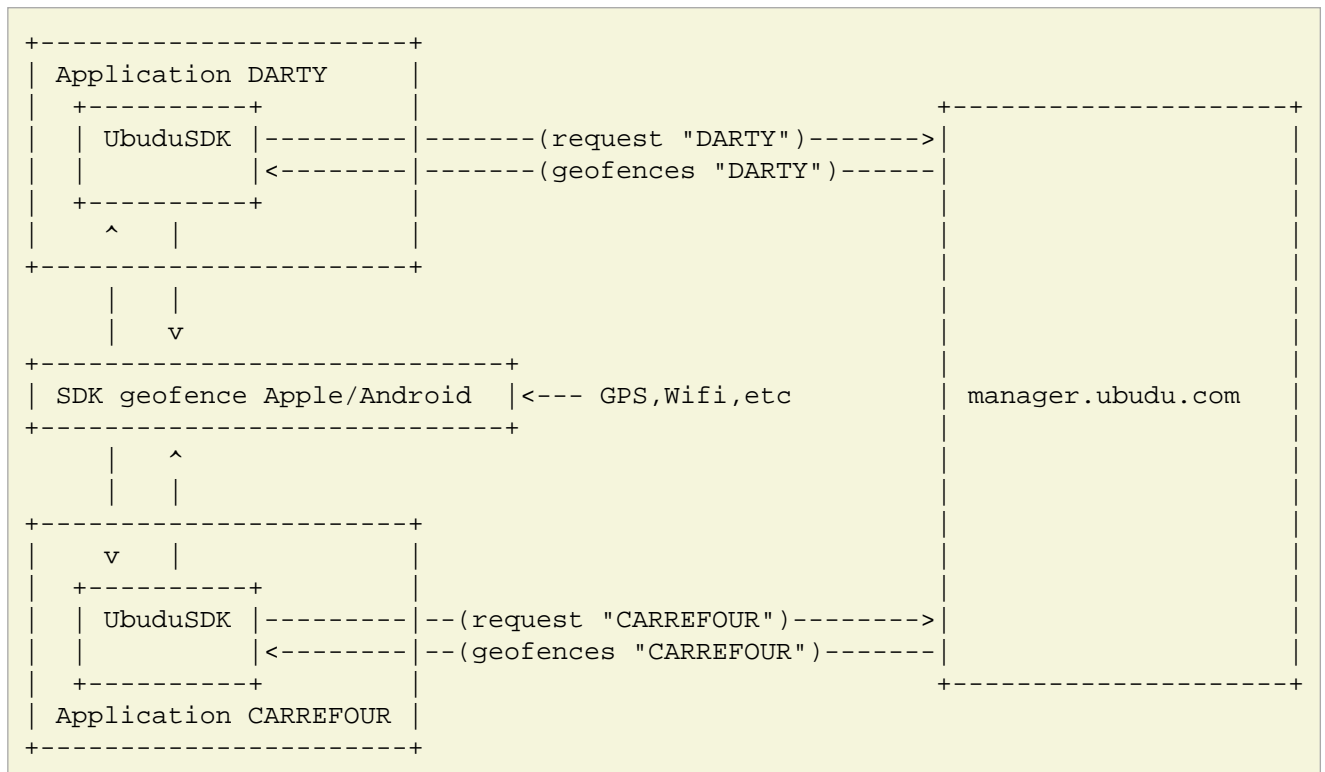 Application DARTY
UbuduSDK (request "DARTY")
(geofences "DARTY")
SDK geofence Apple/Android GPS,Wifi,etc manager.ubudu.com
UbuduSDK (request "CARREFOUR")
(geofences "CARREFOUR")
Application CARREFOUR